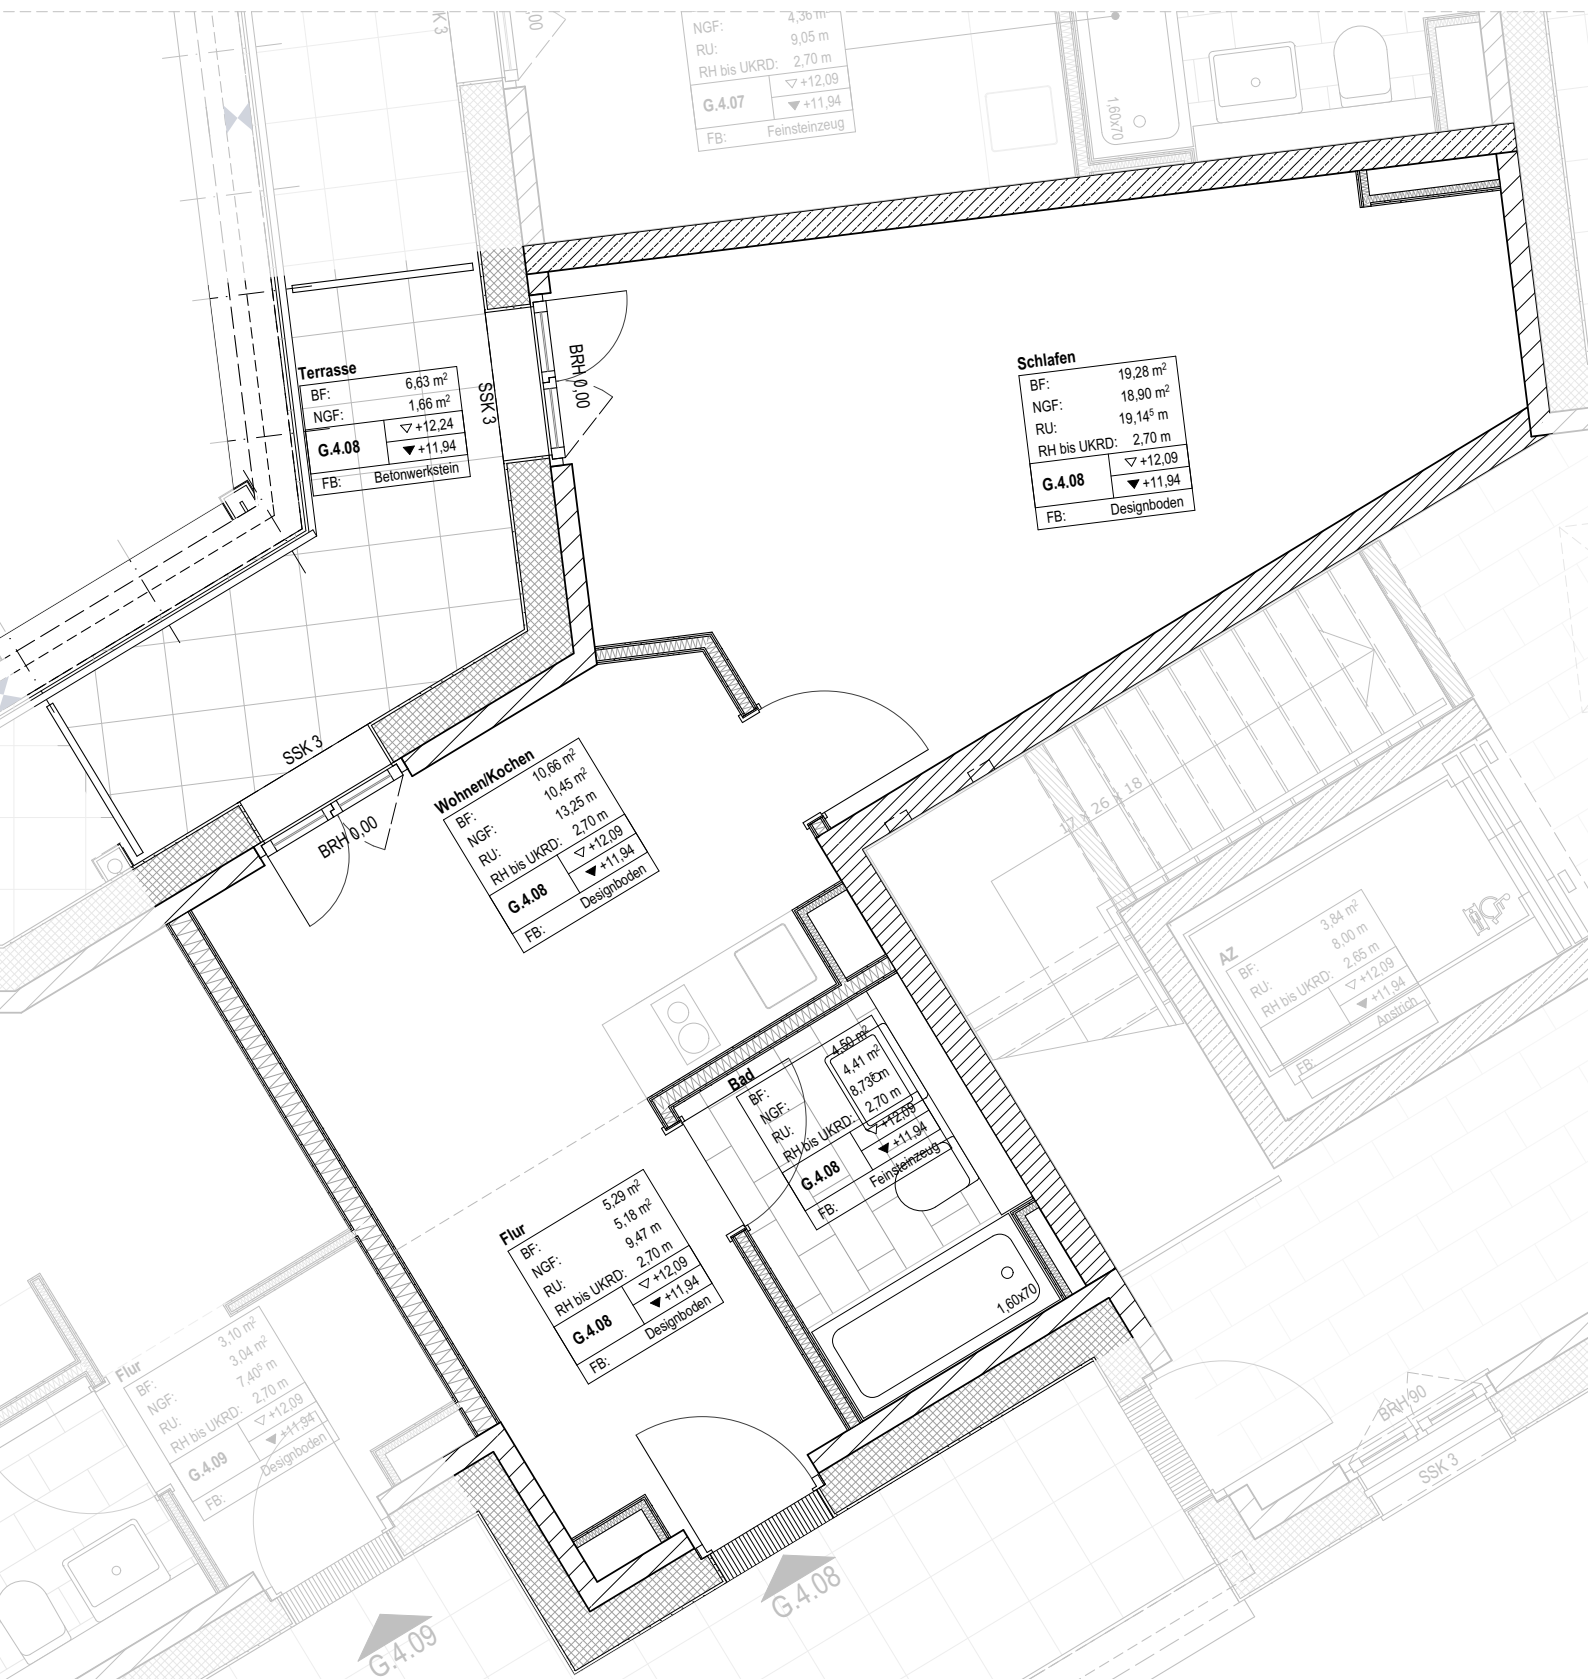 K 3
00
4,36 m
NGF:
RU: 9,05 m
RH bis UKRD: 2,70 m
G.4.07 ▽ +12,09
▼ +11,94
FB: Feinsteinzeug
1,60x70
Terrasse
BF: 6,63 m²
NGF: 1,66 m²
G.4.08 ▽ +12,24
▼ +11,94
FB: Betonwerkstein
SSK 3
BRH 0,00
Schlafen
BF: 19,28 m²
NGF: 18,90 m²
RU: 19,14⁵ m
RH bis UKRD: 2,70 m
G.4.08 ▽ +12,09
▼ +11,94
FB: Designboden
SSK 3
BRH 0,00
Wohnen/Kochen
BF: 10,66 m²
NGF: 10,45 m²
RU: 13,25 m
RH bis UKRD: 2,70 m
G.4.08 ▽ +12,09
▼ +11,94
FB: Designboden
17 x 26 x 18
AZ
BF: 3,84 m²
RU: 8,00 m
RH bis UKRD: 2,65 m
▽ +12,09
▼ +11,94
FB: Anstrich
Bad
BF: 4,50 m²
NGF: 4,41 m²
RU: 8,73⁵ m
RH bis UKRD: 2,70 m
G.4.08 ▽ +12,09
▼ +11,94
FB: Feinsteinzeug
1,60x70
Flur
BF: 5,29 m²
NGF: 5,18 m²
RU: 9,47 m
RH bis UKRD: 2,70 m
G.4.08 ▽ +12,09
▼ +11,94
FB: Designboden
Flur
BF: 3,10 m²
NGF: 3,04 m²
RU: 7,40⁵ m
RH bis UKRD: 2,70 m
G.4.09 ▽ +12,09
▼ +11,94
FB: Designboden
BRH 90
SSK 3
G.4.08
G.4.09